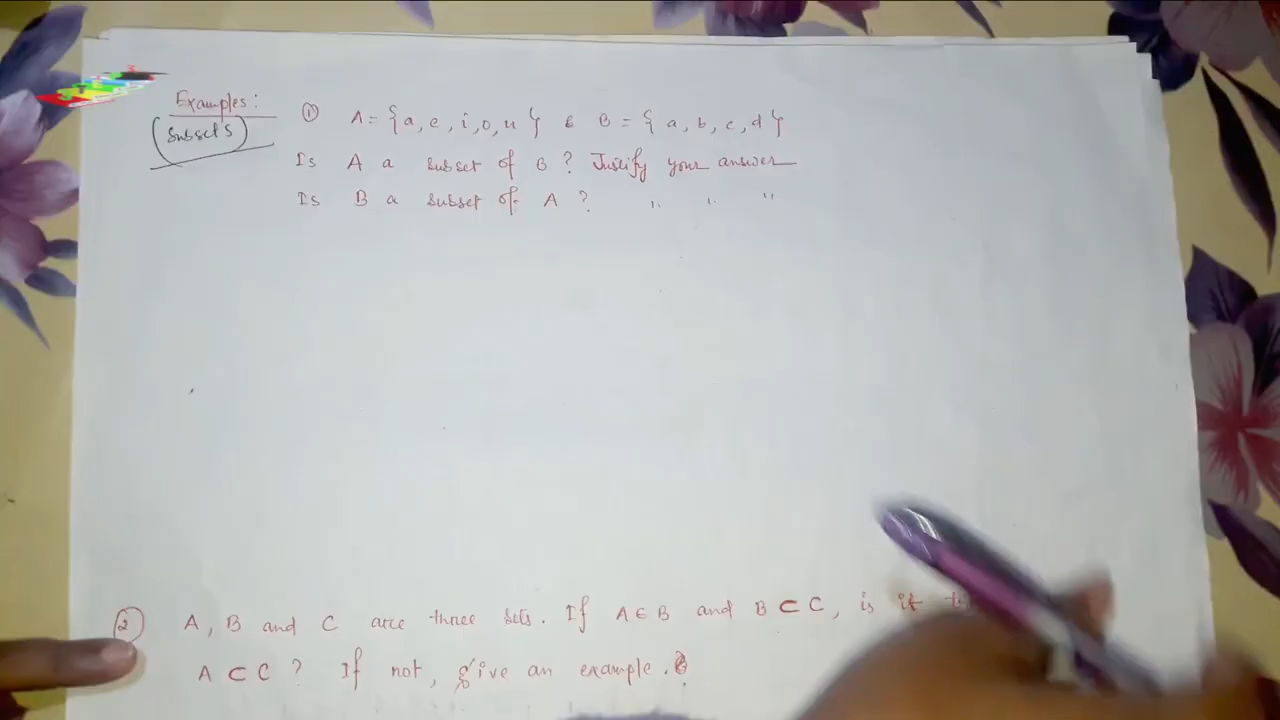 Examples:
(Subsets)
① A = { a, e, i, o, u } & B = { a, b, c, d }
Is A a subset of B ? Justify your answer
Is B a subset of A ? " " "
② A, B and C are three sets. If A ∈ B and B ⊂ C, is it
A ⊂ C ? If not, give an example.